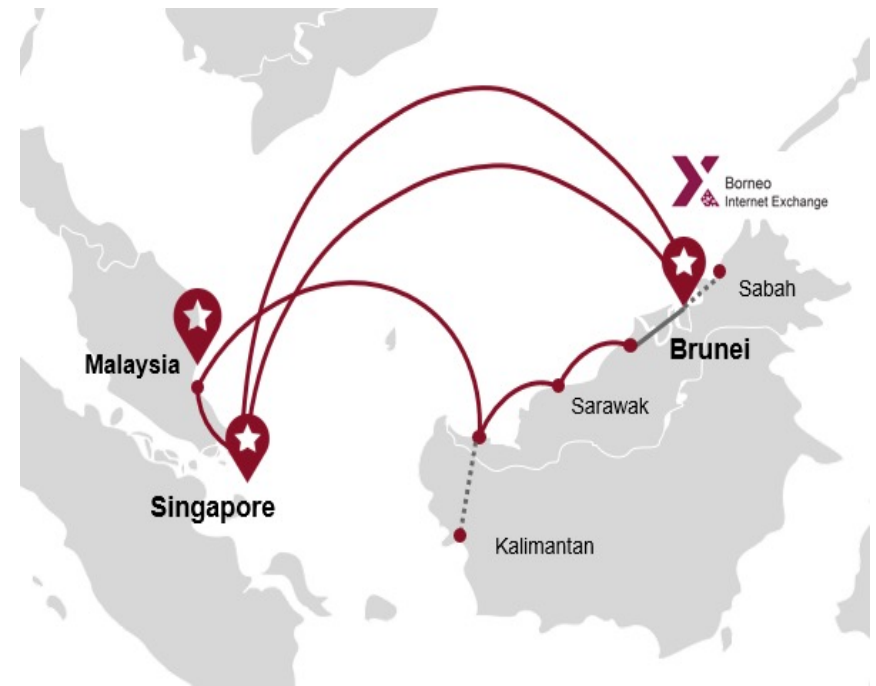 Borneo
Internet Exchange
Sabah
Malaysia
Brunei
Sarawak
Singapore
Kalimantan